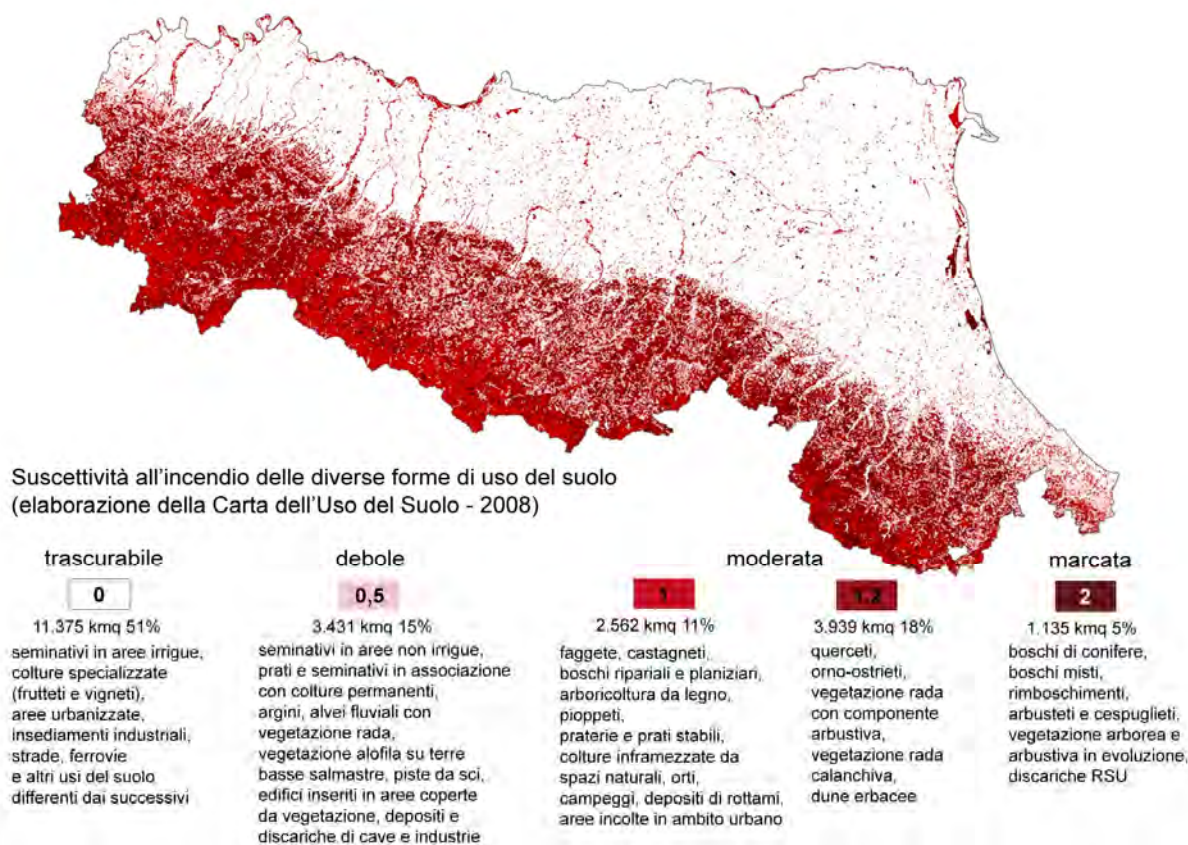 Suscettività all'incendio delle diverse forme di uso del suolo
(elaborazione della Carta dell'Uso del Suolo - 2008)
trascurabile
0
11.375 kmq 51%
seminativi in aree irrigue,
colture specializzate
(frutteti e vigneti),
aree urbanizzate,
insediamenti industriali,
strade, ferrovie
e altri usi del suolo
differenti dai successivi
debole
0,5
3.431 kmq 15%
seminativi in aree non irrigue,
prati e seminativi in associazione
con colture permanenti,
argini, alvei fluviali con
vegetazione rada,
vegetazione alofila su terre
basse salmastre, piste da sci,
edifici inseriti in aree coperte
da vegetazione, depositi e
discariche di cave e industrie
moderata
1
2.562 kmq 11%
faggete, castagneti,
boschi ripariali e planiziari,
arboricoltura da legno,
pioppeti,
praterie e prati stabili,
colture inframezzate da
spazi naturali, orti,
campeggi, depositi di rottami,
aree incolte in ambito urbano
1,2
3.939 kmq 18%
querceti,
orno-ostrieti,
vegetazione rada
con componente
arbustiva,
vegetazione rada
calanchiva,
dune erbacee
marcata
2
1.135 kmq 5%
boschi di conifere,
boschi misti,
rimboschimenti,
arbusteti e cespuglieti,
vegetazione arborea e
arbustiva in evoluzione,
discariche RSU